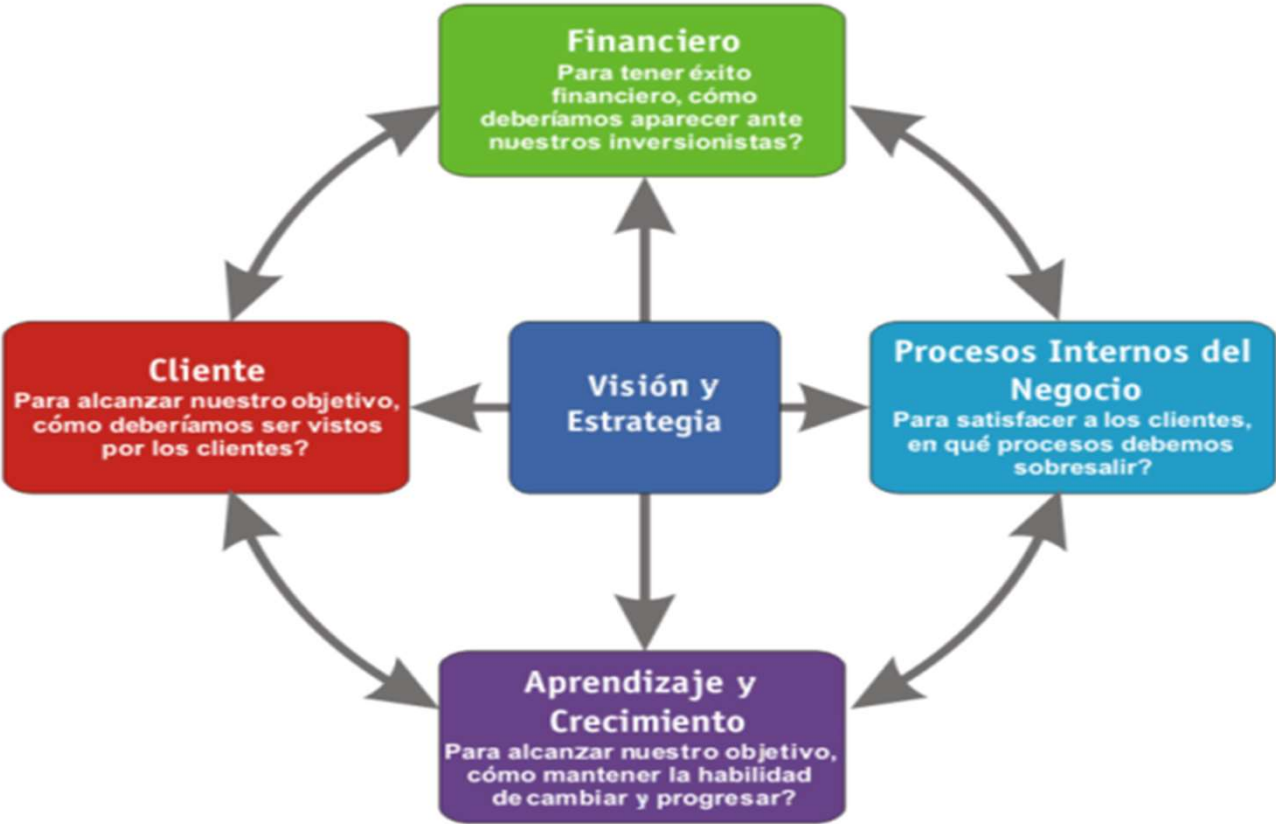 Financiero
Para tener éxito
financiero, cómo
deberíamos aparecer ante
nuestros inversionistas?
Cliente
Para alcanzar nuestro objetivo,
cómo deberíamos ser vistos
por los clientes?
Visión y
Estrategia
Procesos Internos del
Negocio
Para satisfacer a los clientes,
en qué procesos debemos
sobresalir?
Aprendizaje y
Crecimiento
Para alcanzar nuestro objetivo,
cómo mantener la habilidad
de cambiar y progresar?